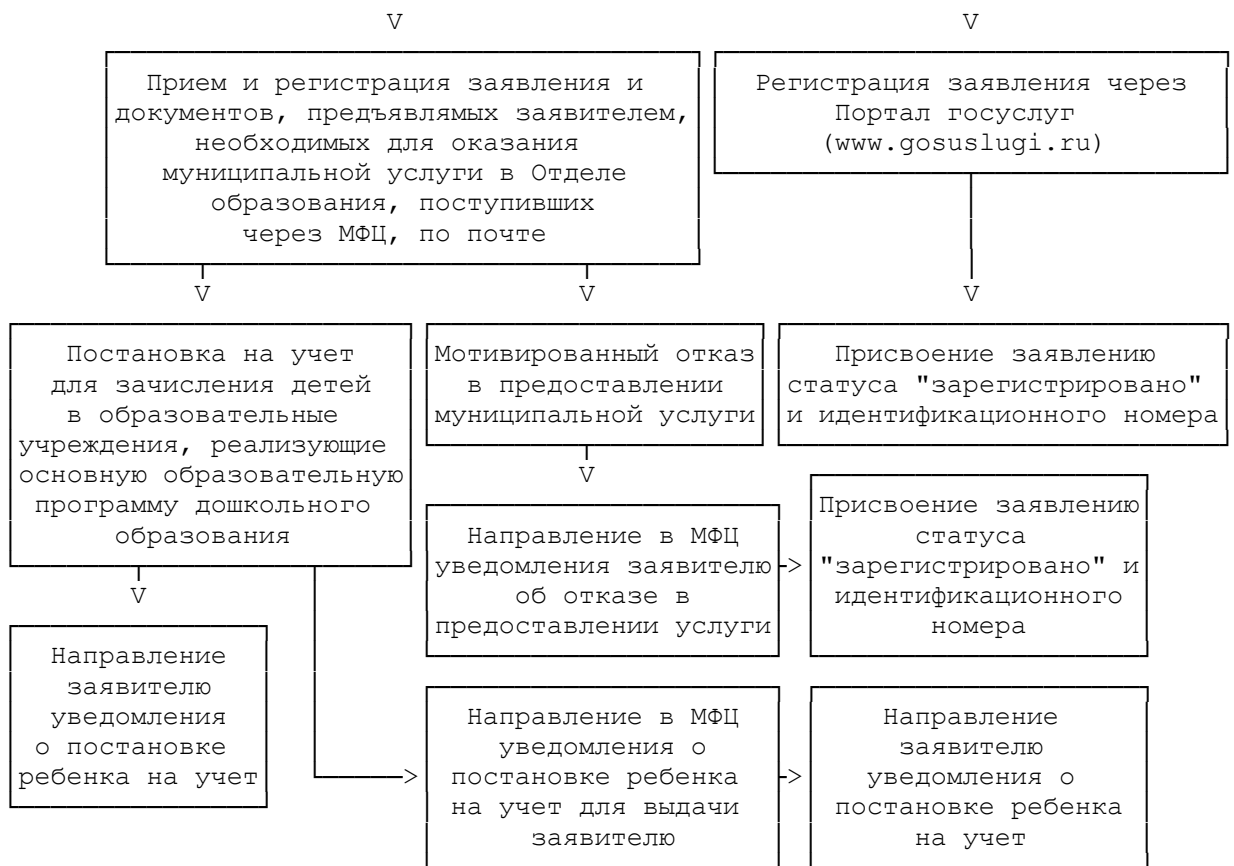 V
V
Прием и регистрация заявления и
документов, предъявлямых заявителем,
необходимых для оказания
муниципальной услуги в Отделе
образования, поступивших
через МФЦ, по почте
Регистрация заявления через
Портал госуслуг
(www.gosuslugi.ru)
V
V
V
Постановка на учет
для зачисления детей
в образовательные
учреждения, реализующие
основную образовательную
программу дошкольного
образования
Мотивированный отказ
в предоставлении
муниципальной услуги
Присвоение заявлению
статуса "зарегистрировано"
и идентификационного номера
V
Направление в МФЦ
уведомления заявителю
об отказе в
предоставлении услуги
->
Присвоение заявлению
статуса
"зарегистрировано" и
идентификационного
номера
V
Направление
заявителю
уведомления
о постановке
ребенка на учет
>
Направление в МФЦ
уведомления о
постановке ребенка
на учет для выдачи
заявителю
->
Направление
заявителю
уведомления о
постановке ребенка
на учет